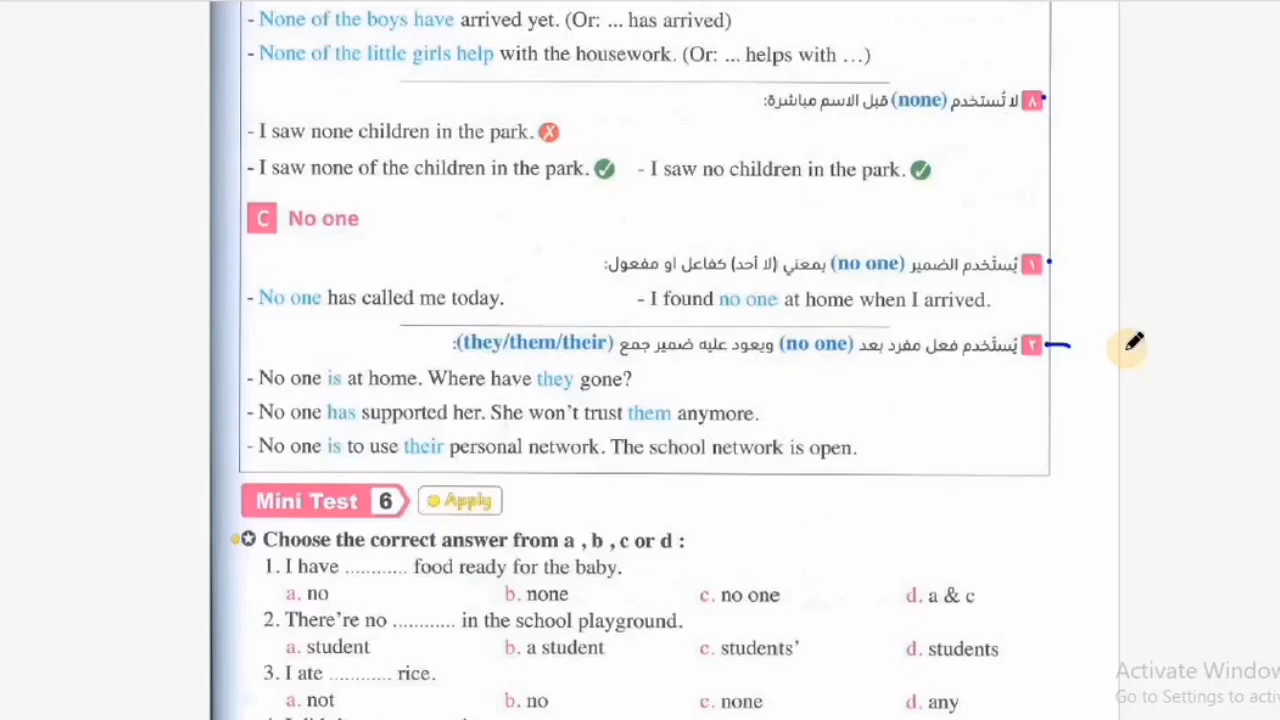 - None of the boys have arrived yet. (Or: ... has arrived)
- None of the little girls help with the housework. (Or: ... helps with ...)
٨ لا تُستخدم (none) قبل الاسم مباشرة:
- I saw none children in the park.
- I saw none of the children in the park. - I saw no children in the park.
C No one
١ يُستْخدم الضمير (no one) بمعني (لا أحد) كفاعل او مفعول:
- No one has called me today. - I found no one at home when I arrived.
٢ يُستْخدم فعل مفرد بعد (no one) ويعود عليه ضمير جمع (they/them/their):
- No one is at home. Where have they gone?
- No one has supported her. She won't trust them anymore.
- No one is to use their personal network. The school network is open.
Mini Test 6 Apply
Choose the correct answer from a , b , c or d :
1. I have ............ food ready for the baby.
a. no b. none c. no one d. a & c
2. There're no ............ in the school playground.
a. student b. a student c. students' d. students
3. I ate ............ rice.
a. not b. no c. none d. any
Activate Window
Go to Settings to acti